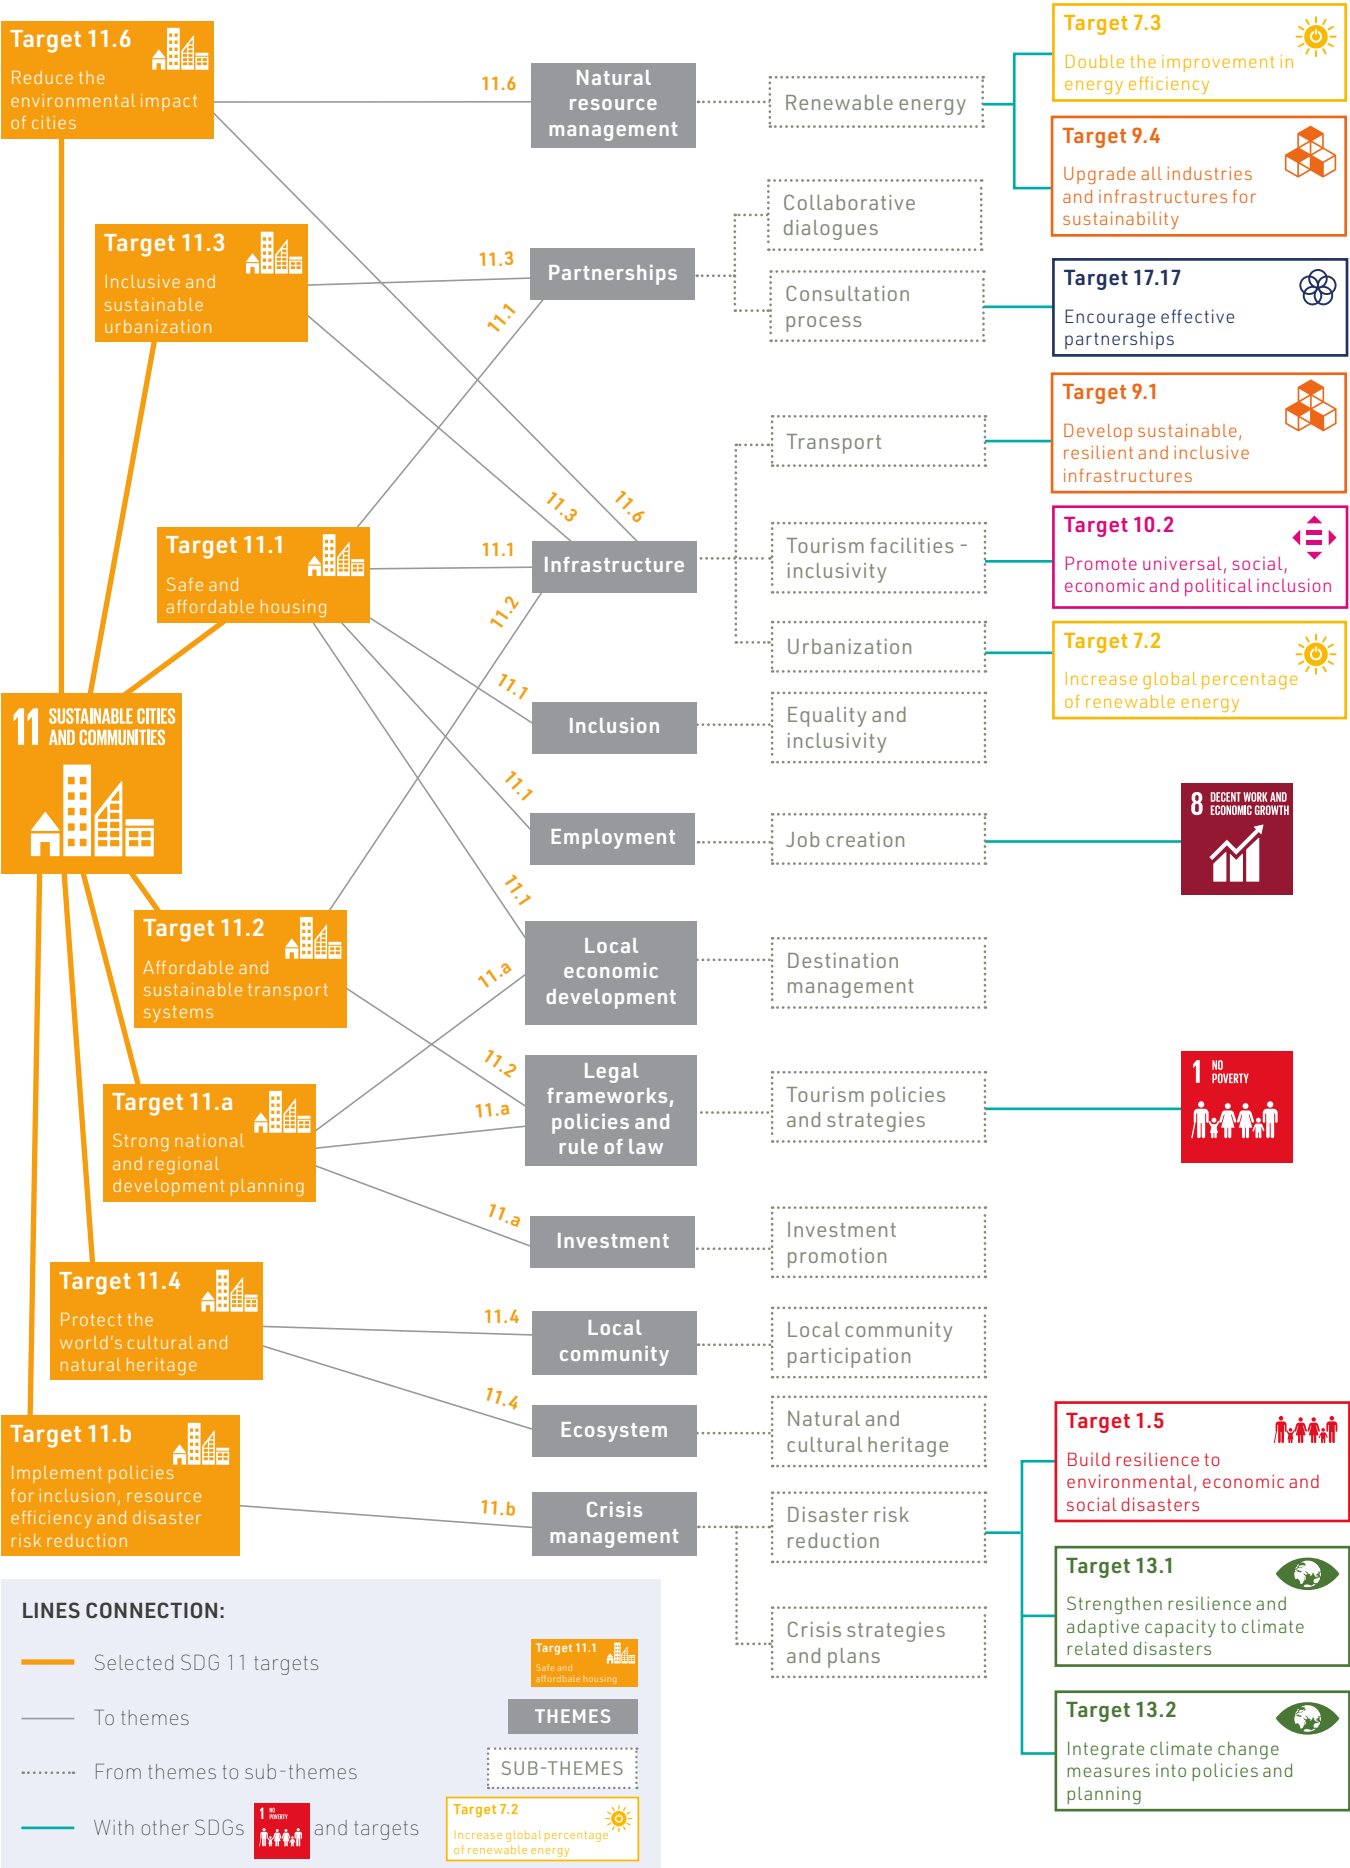 Target 11.6
Reduce the
environmental impact
of cities
Target 11.3
Inclusive and
sustainable
urbanization
Target 11.1
Safe and
affordable housing
11 SUSTAINABLE CITIES
AND COMMUNITIES
Target 11.2
Affordable and
sustainable transport
systems
Target 11.a
Strong national
and regional
development planning
Target 11.4
Protect the
world's cultural and
natural heritage
Target 11.b
Implement policies
for inclusion, resource
efficiency and disaster
risk reduction
11.6
11.3
11.1
11.3
11.6
11.1
11.2
11.1
11.1
11.1
11.a
11.2
11.a
11.a
11.4
11.4
11.b
Natural
resource
management
Partnerships
Infrastructure
Inclusion
Employment
Local
economic
development
Legal
frameworks,
policies and
rule of law
Investment
Local
community
Ecosystem
Crisis
management
Renewable energy
Collaborative
dialogues
Consultation
process
Transport
Tourism facilities -
inclusivity
Urbanization
Equality and
inclusivity
Job creation
Destination
management
Tourism policies
and strategies
Investment
promotion
Local community
participation
Natural and
cultural heritage
Disaster risk
reduction
Crisis strategies
and plans
Target 7.3
Double the improvement in
energy efficiency
Target 9.4
Upgrade all industries
and infrastructures for
sustainability
Target 17.17
Encourage effective
partnerships
Target 9.1
Develop sustainable,
resilient and inclusive
infrastructures
Target 10.2
Promote universal, social,
economic and political inclusion
Target 7.2
Increase global percentage
of renewable energy
8 DECENT WORK AND
ECONOMIC GROWTH
1 NO
POVERTY
Target 1.5
Build resilience to
environmental, economic and
social disasters
Target 13.1
Strengthen resilience and
adaptive capacity to climate
related disasters
Target 13.2
Integrate climate change
measures into policies and
planning
LINES CONNECTION:
Selected SDG 11 targets
Target 11.1
Safe and
affordbale housing
To themes
THEMES
From themes to sub-themes
SUB-THEMES
With other SDGs
1 NO
POVERTY
and targets
Target 7.2
Increase global percentage
of renewable energy